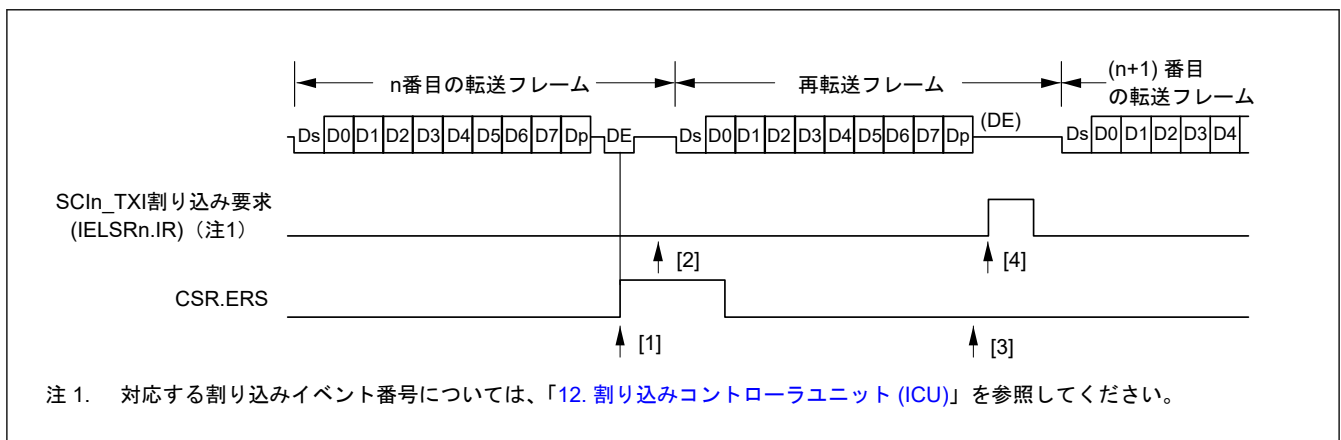 n番目の転送フレーム
再転送フレーム
(n+1) 番目
の転送フレーム
Ds D0 D1 D2 D3 D4 D5 D6 D7 Dp DE Ds D0 D1 D2 D3 D4 D5 D6 D7 Dp (DE) Ds D0 D1 D2 D3 D4
SCIn_TXI割り込み要求
(IELSRn.IR)（注1）
[2] [4]
CSR.ERS
[1] [3]
注 1. 対応する割り込みイベント番号については、「12. 割り込みコントローラユニット (ICU)」を参照してください。